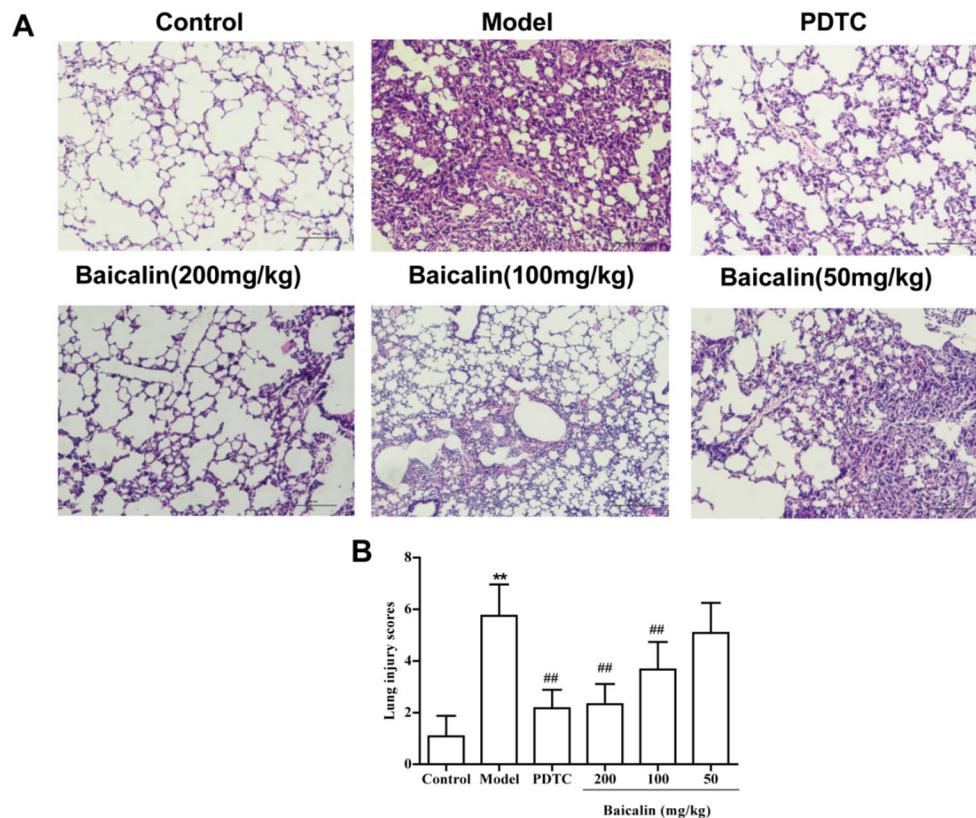 A
Control Model PDTC
Baicalin(200mg/kg) Baicalin(100mg/kg) Baicalin(50mg/kg)
B
Lung injury scores
8
6
4
2
0
**
##
##
##
Control Model PDTC 200 100 50
Baicalin (mg/kg)